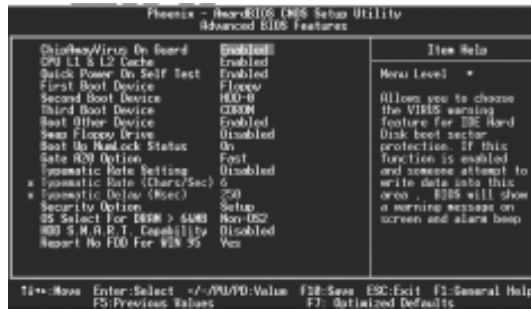 Phoenix - AwardBIOS CMOS Setup Utility
Advanced BIOS Features
ChipAwayVirus On Guard Enabled
CPU L1 & L2 Cache Enabled
Quick Power On Self Test Enabled
First Boot Device Floppy
Second Boot Device HDD-0
Third Boot Device CDROM
Boot Other Device Enabled
Swap Floppy Drive Disabled
Boot Up NumLock Status On
Gate A20 Option Fast
Typematic Rate Setting Disabled
x Typematic Rate (Chars/Sec) 6
x Typematic Delay (Msec) 250
Security Option Setup
OS Select For DRAM > 64MB Non-OS2
HDD S.M.A.R.T. Capability Disabled
Report No FDD For WIN 95 Yes
Item Help
Menu Level
Allows you to choose
the VIRUS warning
feature for IDE Hard
Disk boot sector
protection. If this
function is enabled
and someone attempt to
write data into this
area , BIOS will show
a warning message on
screen and alarm beep
↑↓→←:Move Enter:Select +/-/PU/PD:Value F10:Save ESC:Exit F1:General Help
F5:Previous Values F7: Optimized Defaults